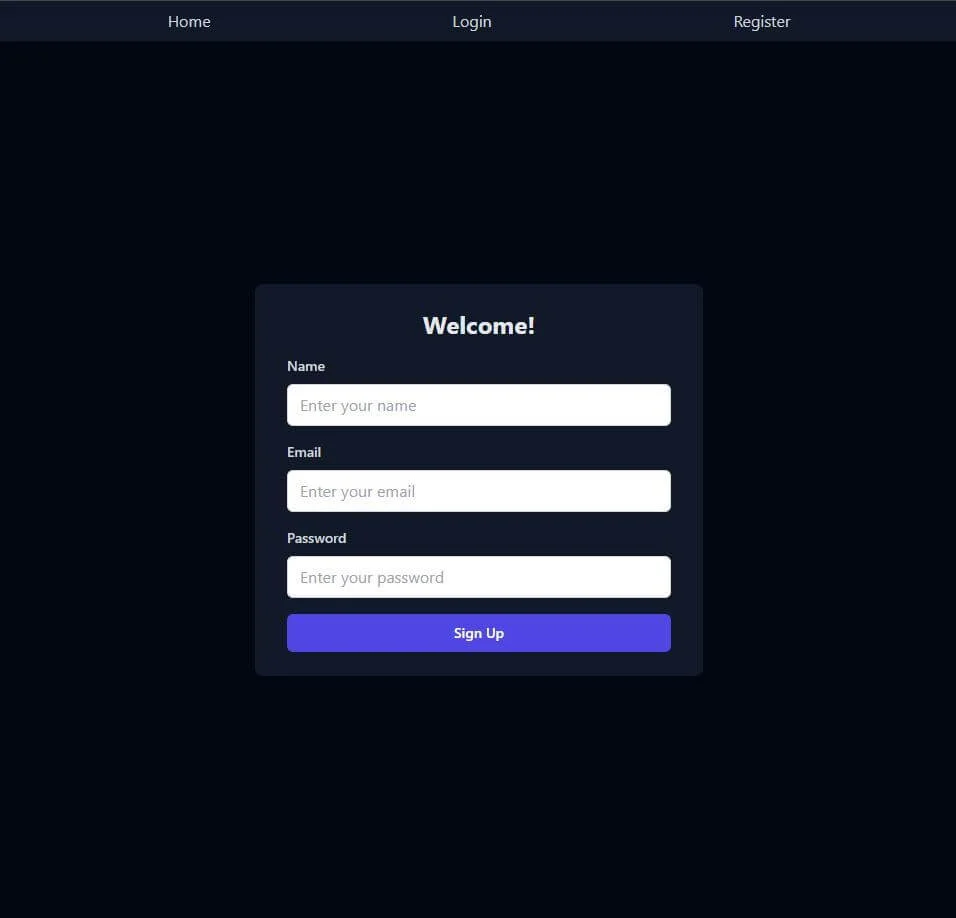 Home Login Register
Welcome!
Name
Enter your name
Email
Enter your email
Password
Enter your password
Sign Up